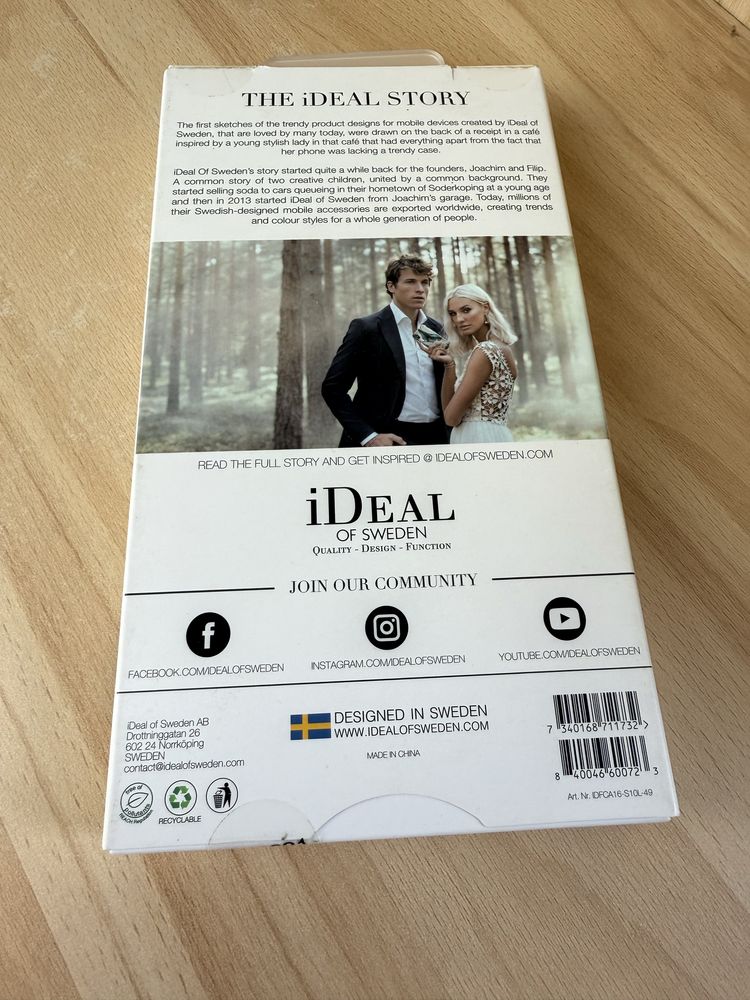 THE iDEAL STORY
The first sketches of the trendy product designs for mobile devices created by iDeal of
Sweden, that are loved by many today, were drawn on the back of a receipt in a café
inspired by a young stylish lady in that café that had everything apart from the fact that
her phone was lacking a trendy case.
iDeal Of Sweden's story started quite a while back for the founders, Joachim and Filip.
A common story of two creative children, united by a common background. They
started selling soda to cars queueing in their hometown of Soderkoping at a young age
and then in 2013 started iDeal of Sweden from Joachim's garage. Today, millions of
their Swedish-designed mobile accessories are exported worldwide, creating trends
and colour styles for a whole generation of people.
READ THE FULL STORY AND GET INSPIRED @ IDEALOFSWEDEN.COM
iDEAL
OF SWEDEN
QUALITY - DESIGN - FUNCTION
JOIN OUR COMMUNITY
FACEBOOK.COM/IDEALOFSWEDEN
INSTAGRAM.COM/IDEALOFSWEDEN
YOUTUBE.COM/IDEALOFSWEDEN
iDeal of Sweden AB
Drottninggatan 26
602 24 Norrköping
SWEDEN
contact@idealofsweden.com
DESIGNED IN SWEDEN
WWW.IDEALOFSWEDEN.COM
MADE IN CHINA
7 340168 711732 >
8 40046 60072 3
Art. Nr. IDFCA16-S10L-49
free of
pollutants
REACH Regulation
RECYCLABLE